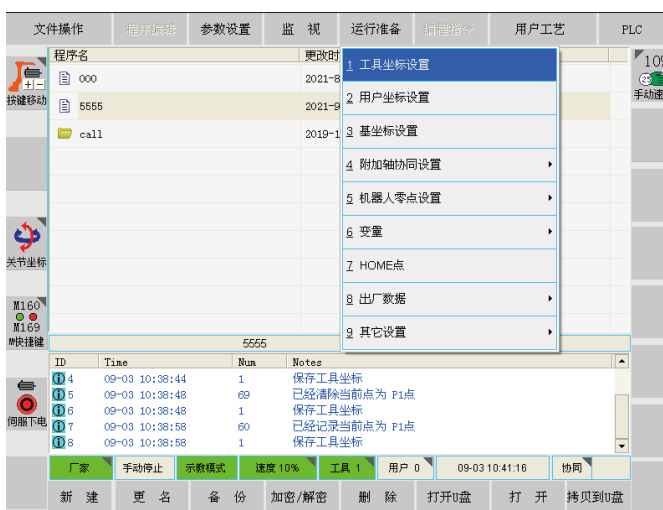 文件操作 程序编辑 参数设置 监 视 运行准备 编程指令 用户工艺 PLC
程序名 更改时
000 2021-8
5555 2021-9
call 2019-1
1 工具坐标设置
2 用户坐标设置
3 基坐标设置
4 附加轴协同设置
5 机器人零点设置
6 变量
7 HOME点
8 出厂数据
9 其它设置
按键移动
关节坐标
M160
M169
M快捷键
伺服下电
10%
手动速
5555
ID Time Num Notes
4 09-03 10:38:44 1 保存工具坐标
5 09-03 10:38:48 69 已经清除当前点为 P1点
6 09-03 10:38:48 1 保存工具坐标
7 09-03 10:38:58 60 已经记录当前点为 P1点
8 09-03 10:38:58 1 保存工具坐标
厂家 手动停止 示教模式 速度 10% 工具 1 用户 0 09-03 10:41:16 协同
新 建 更 名 备 份 加密/解密 删 除 打开U盘 打 开 拷贝到U盘